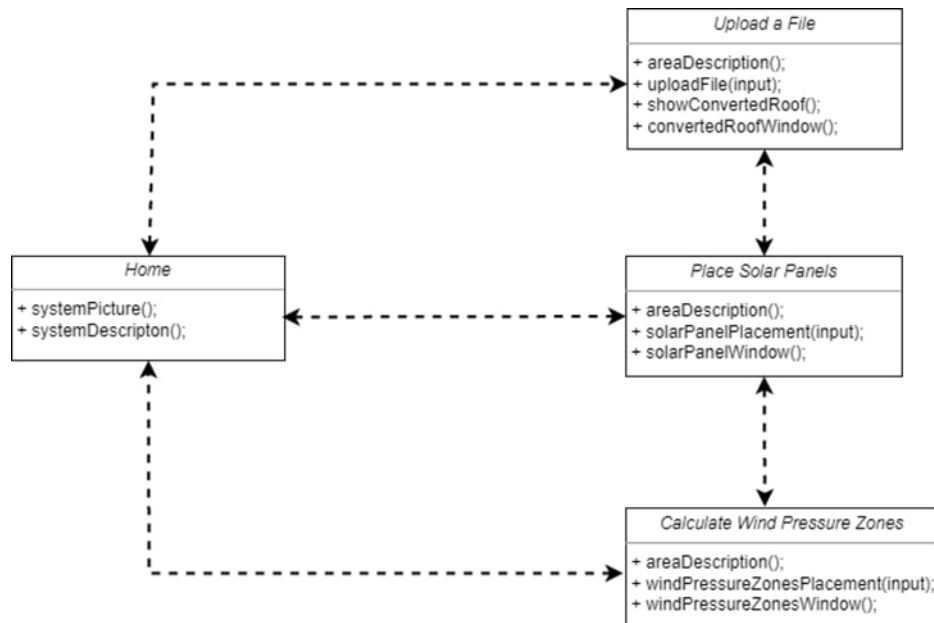 Upload a File
+ areaDescription();
+ uploadFile(input);
+ showConvertedRoof();
+ convertedRoofWindow();
Home
+ systemPicture();
+ systemDescripton();
Place Solar Panels
+ areaDescription();
+ solarPanelPlacement(input);
+ solarPanelWindow();
Calculate Wind Pressure Zones
+ areaDescription();
+ windPressureZonesPlacement(input);
+ windPressureZonesWindow();